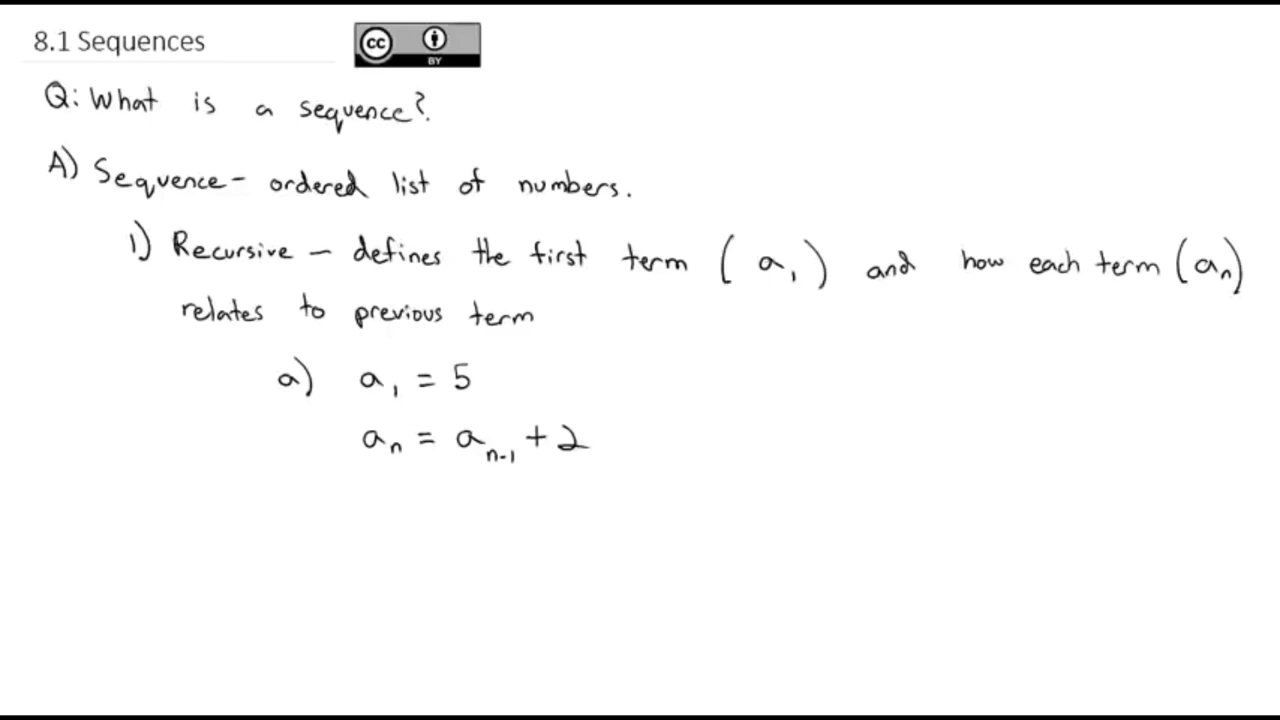 8.1 Sequences
cc BY
Q: What is a sequence?
A) Sequence – ordered list of numbers.
1) Recursive – defines the first term (a₁) and how each term (aₙ)
relates to previous term
a) a₁ = 5
aₙ = aₙ₋₁ + 2